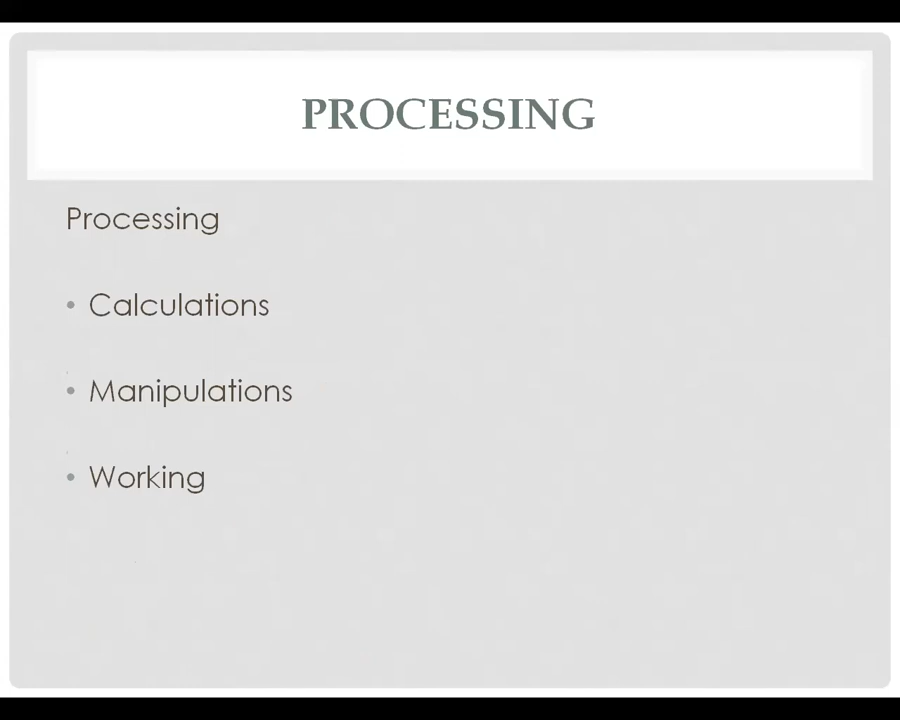 PROCESSING
Processing
• Calculations
• Manipulations
• Working